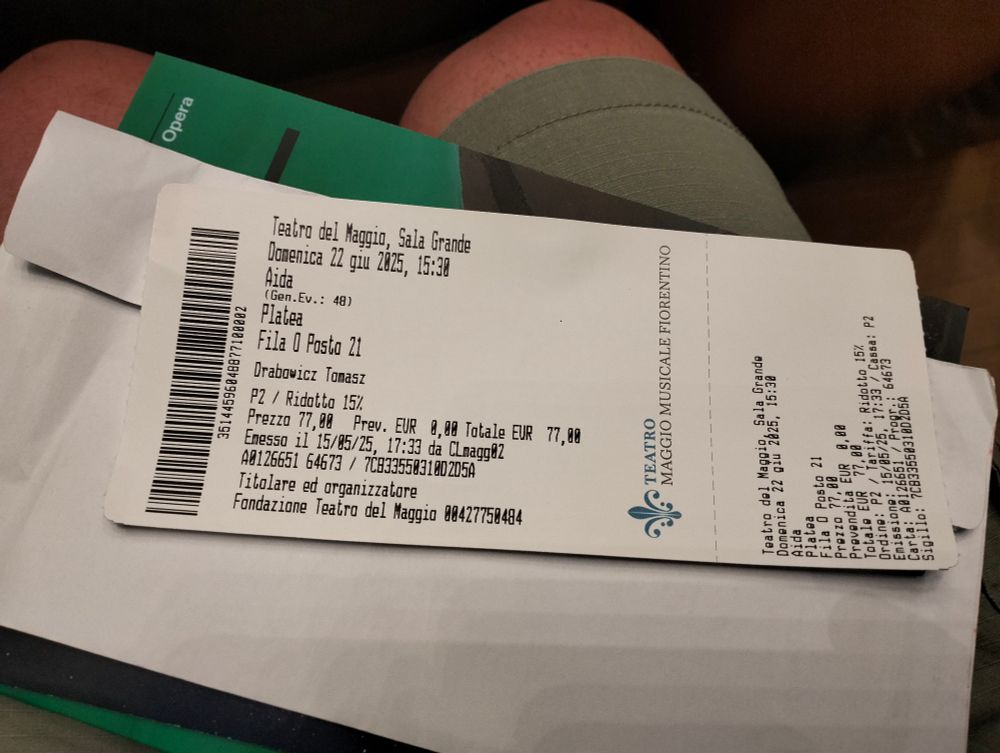 Opera
Teatro del Maggio, Sala Grande
Domenica 22 giu 2025, 15:30
Aida
(Gen.Ev.: 48)
Platea
Fila O Posto 21
Drabowicz Tomasz
P2 / Ridotto 15%
Prezzo 77,00 Prev. EUR 0,00 Totale EUR 77,00
Emesso il 15/05/25, 17:33 da CLmagg02
A0126651 64673 / 7CB33550310D2D5A
Titolare ed organizzatore
Fondazione Teatro del Maggio 00427750484
36144596048877100002
TEATRO
MAGGIO MUSICALE FIORENTINO
Teatro del Maggio, Sala Grande
Domenica 22 giu 2025, 15:30
Aida
Platea
Fila O Posto 21
Prezzo 77,00
Prevendita EUR 0,00
Totale EUR 77,00
Ordine: P2 / Tariffa: Ridotto 15%
Emissione: 15/05/25, 17:33 / Cassa: P2
Carta: A0126651 / Progr.: 64673
Sigillo: 7CB33550310D2D5A